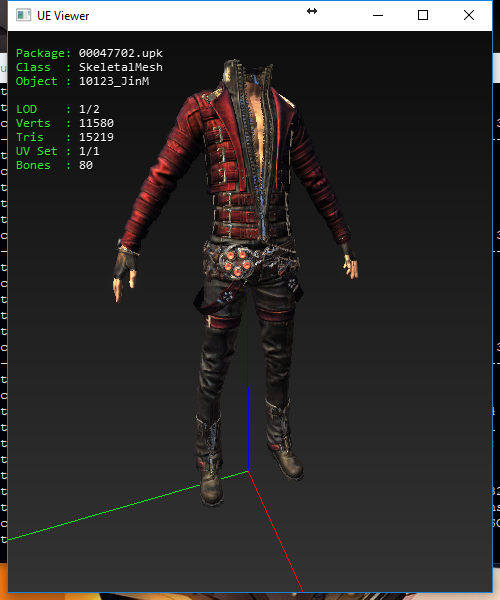 UE Viewer
Package: 00047702.upk
Class : SkeletalMesh
Object : 10123_JinM
LOD : 1/2
Verts : 11580
Tris : 15219
UV Set : 1/1
Bones : 80